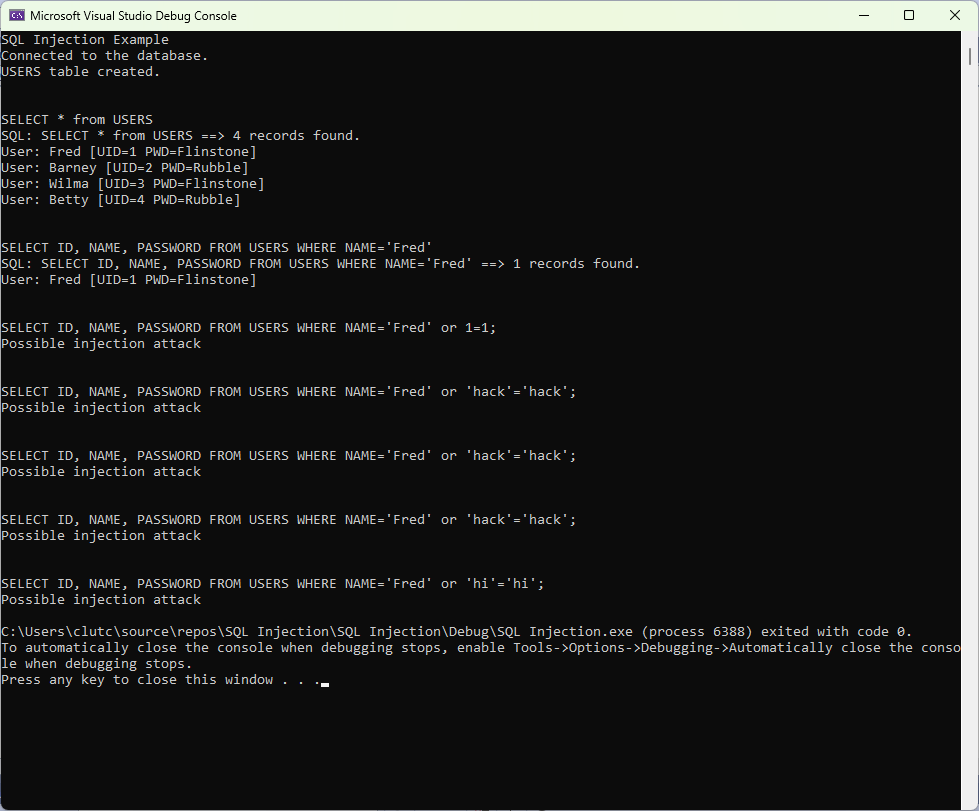 Microsoft Visual Studio Debug Console
SQL Injection Example
Connected to the database.
USERS table created.
SELECT * from USERS
SQL: SELECT * from USERS ==> 4 records found.
User: Fred [UID=1 PWD=Flinstone]
User: Barney [UID=2 PWD=Rubble]
User: Wilma [UID=3 PWD=Flinstone]
User: Betty [UID=4 PWD=Rubble]
SELECT ID, NAME, PASSWORD FROM USERS WHERE NAME='Fred'
SQL: SELECT ID, NAME, PASSWORD FROM USERS WHERE NAME='Fred' ==> 1 records found.
User: Fred [UID=1 PWD=Flinstone]
SELECT ID, NAME, PASSWORD FROM USERS WHERE NAME='Fred' or 1=1;
Possible injection attack
SELECT ID, NAME, PASSWORD FROM USERS WHERE NAME='Fred' or 'hack'='hack';
Possible injection attack
SELECT ID, NAME, PASSWORD FROM USERS WHERE NAME='Fred' or 'hack'='hack';
Possible injection attack
SELECT ID, NAME, PASSWORD FROM USERS WHERE NAME='Fred' or 'hack'='hack';
Possible injection attack
SELECT ID, NAME, PASSWORD FROM USERS WHERE NAME='Fred' or 'hi'='hi';
Possible injection attack
C:\Users\clutc\source\repos\SQL Injection\SQL Injection\Debug\SQL Injection.exe (process 6388) exited with code 0.
To automatically close the console when debugging stops, enable Tools->Options->Debugging->Automatically close the conso
le when debugging stops.
Press any key to close this window . . .